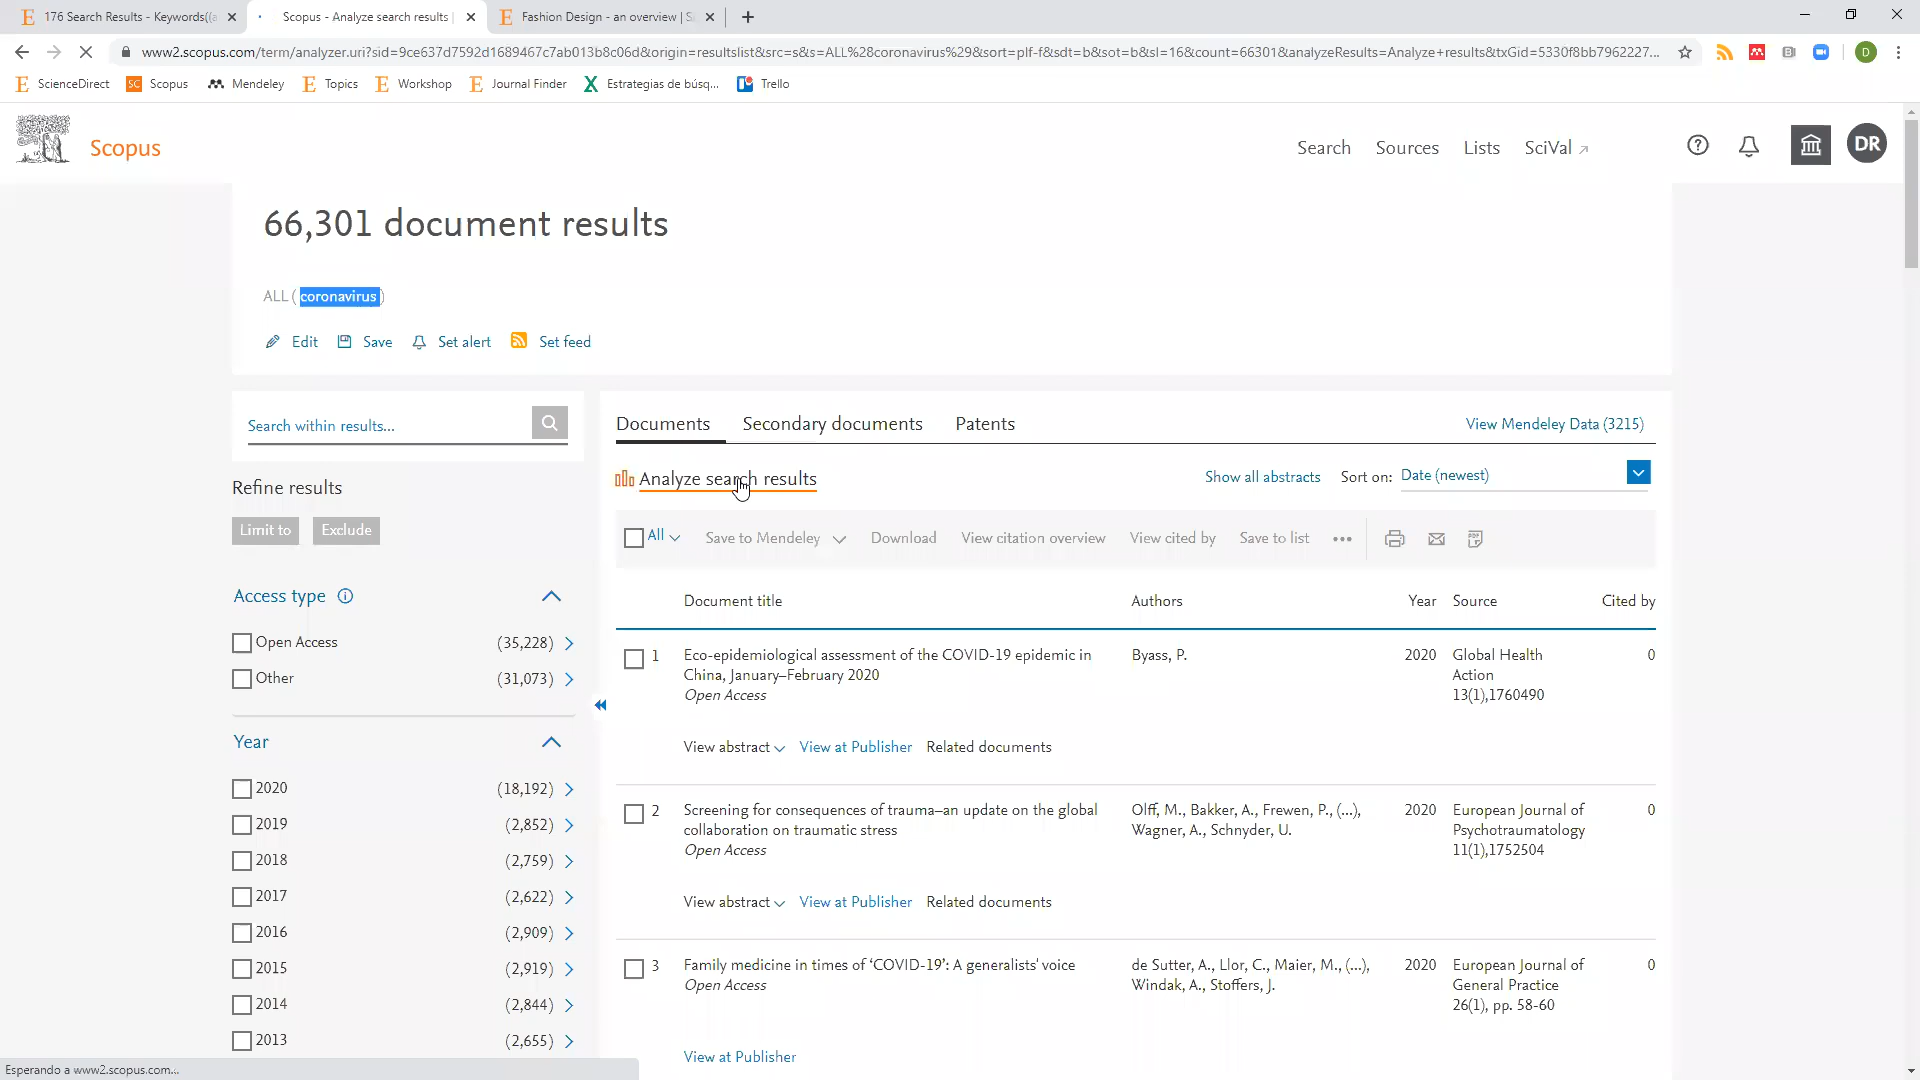 176 Search Results - Keywords((a
Scopus - Analyze search results |
Fashion Design - an overview | S
www2.scopus.com/term/analyzer.uri?sid=9ce637d7592d1689467c7ab013b8c06d&origin=resultslist&src=s&s=ALL%28coronavirus%29&sort=plf-f&sdt=b&sot=b&sl=16&count=66301&analyzeResults=Analyze+results&txGid=5330f8bb7962227...
D
ScienceDirect
SC Scopus
Mendeley
Topics
Workshop
Journal Finder
Estrategias de búsq...
Trello
Scopus
Search Sources Lists SciVal
DR
66,301 document results
ALL ( coronavirus )
Edit Save Set alert Set feed
Search within results...
Documents Secondary documents Patents
View Mendeley Data (3215)
Refine results
Analyze search results
Show all abstracts Sort on: Date (newest)
Limit to Exclude
All Save to Mendeley Download View citation overview View cited by Save to list •••
Access type
Open Access (35,228)
Other (31,073)
Year
2020 (18,192)
2019 (2,852)
2018 (2,759)
2017 (2,622)
2016 (2,909)
2015 (2,919)
2014 (2,844)
2013 (2,655)
Document title Authors Year Source Cited by
1 Eco-epidemiological assessment of the COVID-19 epidemic in Byass, P. 2020 Global Health 0
China, January–February 2020 Action
Open Access 13(1),1760490
View abstract View at Publisher Related documents
2 Screening for consequences of trauma–an update on the global Olff, M., Bakker, A., Frewen, P., (...), 2020 European Journal of 0
collaboration on traumatic stress Wagner, A., Schnyder, U. Psychotraumatology
Open Access 11(1),1752504
View abstract View at Publisher Related documents
3 Family medicine in times of ‘COVID-19’: A generalists’ voice de Sutter, A., Llor, C., Maier, M., (...), 2020 European Journal of 0
Open Access Windak, A., Stoffers, J. General Practice
26(1), pp. 58-60
View at Publisher
Esperando a www2.scopus.com...